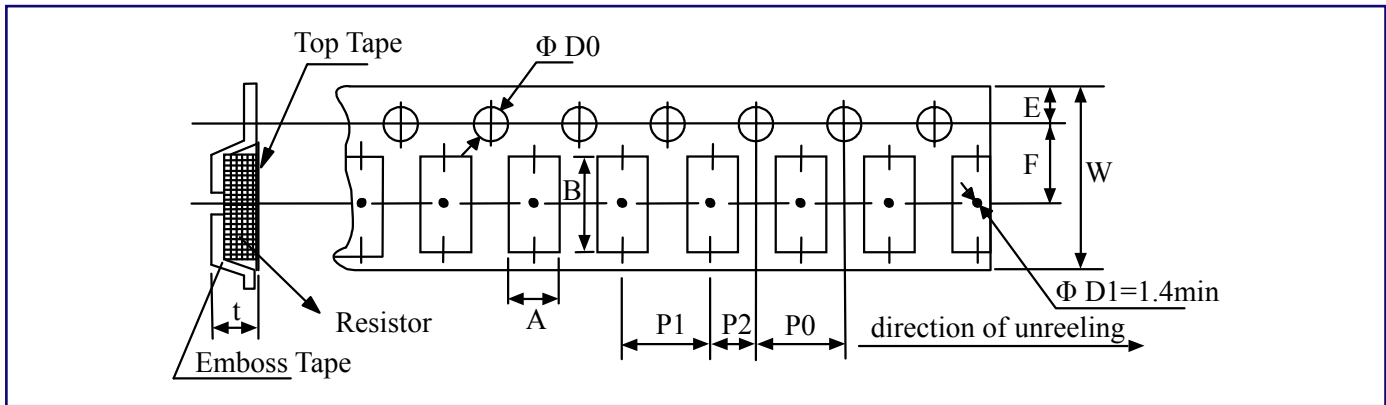 Top Tape
Φ D0
E
F
W
B
A
t
Resistor
Emboss Tape
P1
P2
P0
Φ D1=1.4min
direction of unreeling